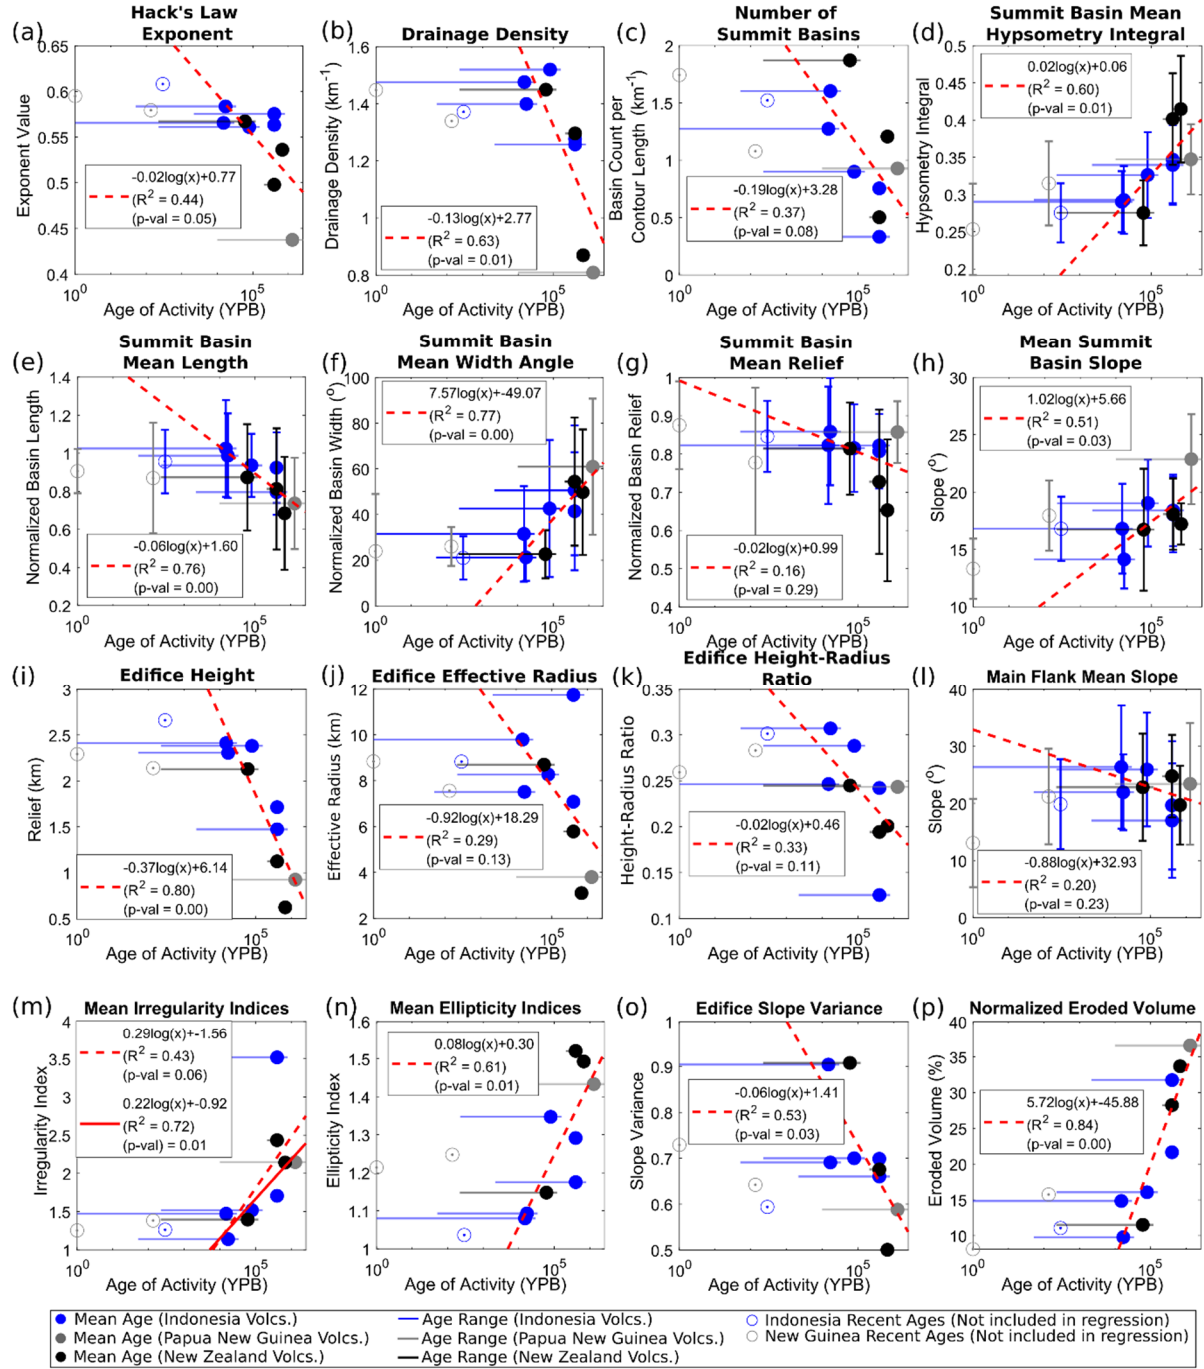 (a) Hack's Law Exponent
Exponent Value
0.65
0.6
0.55
0.5
0.45
0.4
-0.02log(x)+0.77
(R² = 0.44)
(p-val = 0.05)
10⁰ 10⁵
Age of Activity (YPB)
(b) Drainage Density
Drainage Density (km⁻¹)
1.6
1.4
1.2
1
0.8
-0.13log(x)+2.77
(R² = 0.63)
(p-val = 0.01)
10⁰ 10⁵
Age of Activity (YPB)
(c) Number of Summit Basins
Basin Count per
Contour Length (km⁻¹)
2
1.5
1
0.5
0
-0.19log(x)+3.28
(R² = 0.37)
(p-val = 0.08)
10⁰ 10⁵
Age of Activity (YPB)
(d) Summit Basin Mean Hypsometry Integral
Hypsometry Integral
0.5
0.4
0.3
0.2
0.02log(x)+0.06
(R² = 0.60)
(p-val = 0.01)
10⁰ 10⁵
Age of Activity (YPB)
(e) Summit Basin Mean Length
Normalized Basin Length
1.4
1.2
1
0.8
0.6
0.4
0.2
-0.06log(x)+1.60
(R² = 0.76)
(p-val = 0.00)
10⁰ 10⁵
Age of Activity (YPB)
(f) Summit Basin Mean Width Angle
Normalized Basin Width (°)
100
80
60
40
20
0
7.57log(x)+-49.07
(R² = 0.77)
(p-val = 0.00)
10⁰ 10⁵
Age of Activity (YPB)
(g) Summit Basin Mean Relief
Normalized Basin Relief
1
0.9
0.8
0.7
0.6
0.5
0.4
-0.02log(x)+0.99
(R² = 0.16)
(p-val = 0.29)
10⁰ 10⁵
Age of Activity (YPB)
(h) Mean Summit Basin Slope
Slope (°)
30
25
20
15
10
1.02log(x)+5.66
(R² = 0.51)
(p-val = 0.03)
10⁰ 10⁵
Age of Activity (YPB)
(i) Edifice Height
Relief (km)
3
2.5
2
1.5
1
0.5
-0.37log(x)+6.14
(R² = 0.80)
(p-val = 0.00)
10⁰ 10⁵
Age of Activity (YPB)
(j) Edifice Effective Radius
Effective Radius (km)
12
10
8
6
4
2
-0.92log(x)+18.29
(R² = 0.29)
(p-val = 0.13)
10⁰ 10⁵
Age of Activity (YPB)
(k) Edifice Height-Radius Ratio
Height-Radius Ratio
0.35
0.3
0.25
0.2
0.15
0.1
-0.02log(x)+0.46
(R² = 0.33)
(p-val = 0.11)
10⁰ 10⁵
Age of Activity (YPB)
(l) Main Flank Mean Slope
Slope (°)
40
30
20
10
0
-0.88log(x)+32.93
(R² = 0.20)
(p-val = 0.23)
10⁰ 10⁵
Age of Activity (YPB)
(m) Mean Irregularity Indices
Irregularity Index
4
3.5
3
2.5
2
1.5
1
0.29log(x)+-1.56
(R² = 0.43)
(p-val = 0.06)
0.22log(x)+-0.92
(R² = 0.72)
(p-val) = 0.01
10⁰ 10⁵
Age of Activity (YPB)
(n) Mean Ellipticity Indices
Ellipticity Index
1.6
1.5
1.4
1.3
1.2
1.1
1
0.08log(x)+0.30
(R² = 0.61)
(p-val = 0.01)
10⁰ 10⁵
Age of Activity (YPB)
(o) Edifice Slope Variance
Slope Variance
1
0.9
0.8
0.7
0.6
0.5
-0.06log(x)+1.41
(R² = 0.53)
(p-val = 0.03)
10⁰ 10⁵
Age of Activity (YPB)
(p) Normalized Eroded Volume
Eroded Volume (%)
40
35
30
25
20
15
10
5.72log(x)+-45.88
(R² = 0.84)
(p-val = 0.00)
10⁰ 10⁵
Age of Activity (YPB)
Mean Age (Indonesia Volcs.)
Mean Age (Papua New Guinea Volcs.)
Mean Age (New Zealand Volcs.)
Age Range (Indonesia Volcs.)
Age Range (Papua New Guinea Volcs.)
Age Range (New Zealand Volcs.)
Indonesia Recent Ages (Not included in regression)
New Guinea Recent Ages (Not included in regression)